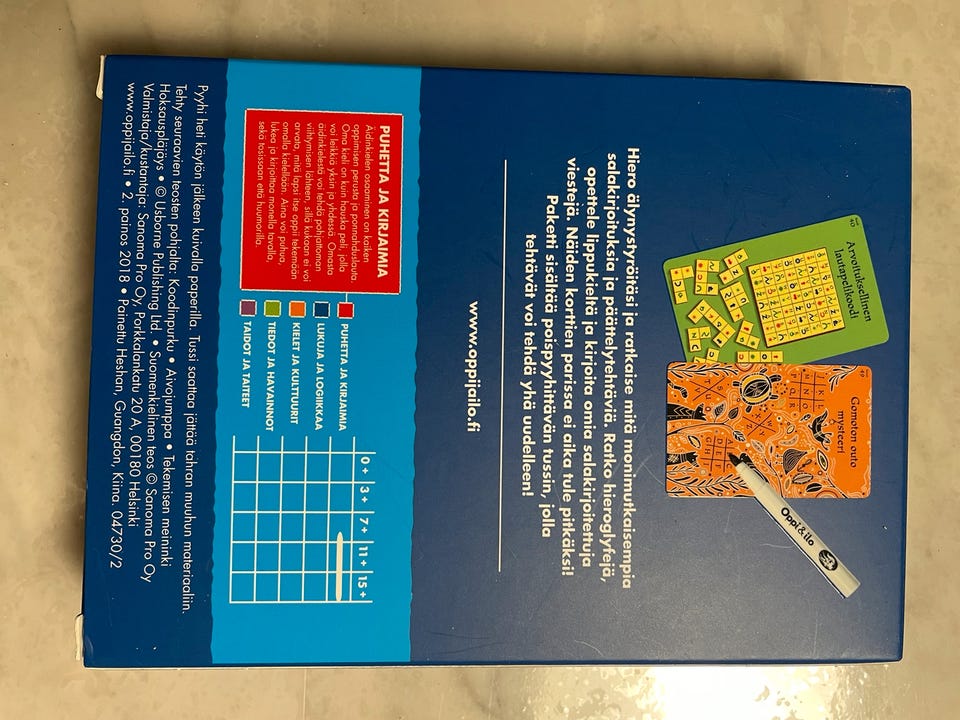 Arvoituksellinen
lautapelikoodi
Gomoton outo
mysteeri
Oppi&ilo
Hiero älynystyröitäsi ja ratkaise mitä monimutkaisempia
salakirjoituksia ja päättelytehtäviä. Ratko hieroglyfejä,
opettele lippukieltä ja kirjoita omia salakirjoitettuja
viestejä. Näiden korttien parissa ei aika tule pitkäksi!
Paketti sisältää poispyyhittävän tussin, jolla
tehtävät voi tehdä yhä uudelleen!
www.oppijailo.fi
PUHETTA JA KIRJAIMIA
Äidinkielen osaaminen on kaiken
oppimisen perusta ja ponnahduslauta.
Oma kieli on kuin hauska peli, jolla
voi leikkiä yksin ja yhdessä. Omasta
äidinkielestä voi tehdä pohjattoman
viihtymisen lähteen, sillä kukaan ei voi
arvata, mitä lapsi itse oppii tekemään
omalla kielellään. Aina voi puhua,
lukea ja kirjoittaa monella tavalla,
sekä tosissaan että huumorilla.
0+ 3+ 7+ 11+ 15+
PUHETTA JA KIRJAIMIA
LUKUJA JA LOGIIKKAA
KIELET JA KULTTUURIT
TIEDOT JA HAVAINNOT
TAIDOT JA TAITEET
Pyyhi heti käytön jälkeen kuivalla paperilla. Tussi saattaa jättää tahran muuhun materiaaliin.
Tehty seuraavien teosten pohjalta: Koodinpurku • Aivojumppa • Tekemisen meininki
Hoksauspläjäys • © Usborne Publishing Ltd. • Suomenkielinen teos © Sanoma Pro Oy
Valmistaja/kustantaja: Sanoma Pro Oy, Porkkalankatu 20 A, 00180 Helsinki
www.oppijailo.fi • 2. painos 2018 • Painettu Heshan, Guangdon, Kiina. 04730/2